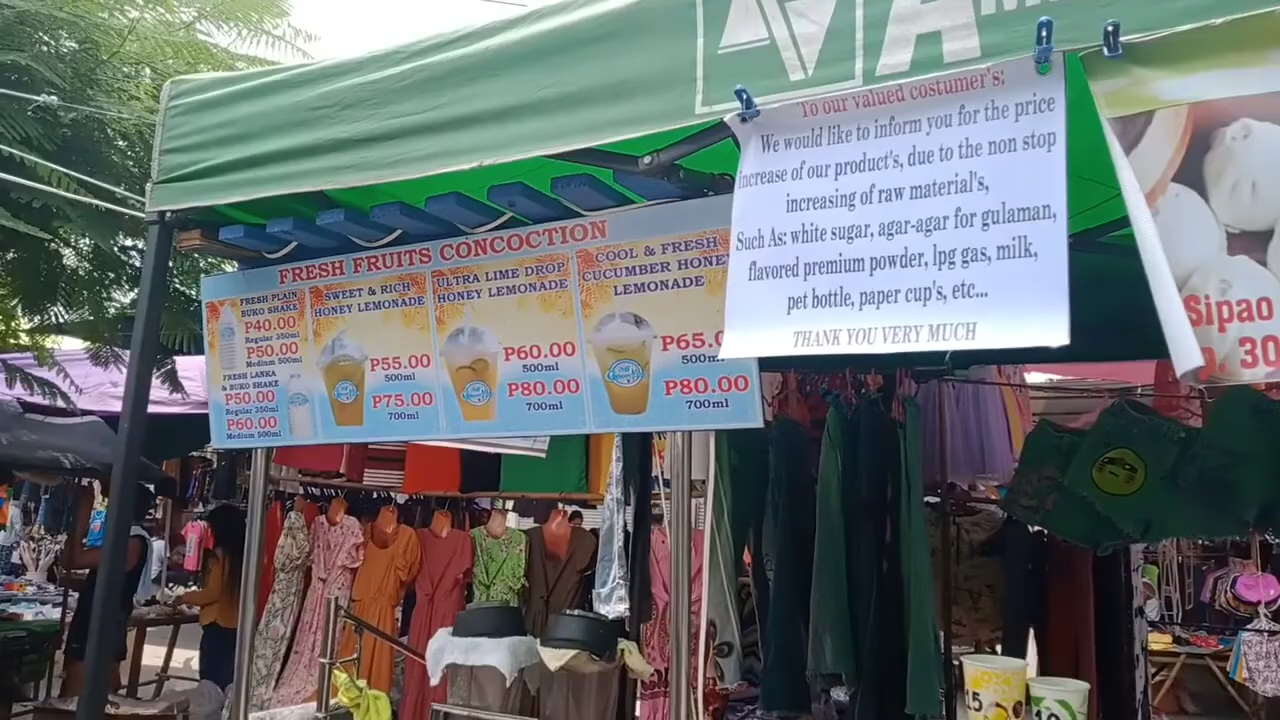 To our valued costumer's:
We would like to inform you for the price
increase of our product's, due to the non stop
increasing of raw material's,
Such As: white sugar, agar-agar for gulaman,
flavored premium powder, lpg gas, milk,
pet bottle, paper cup's, etc...
THANK YOU VERY MUCH
FRESH FRUITS CONCOCTION
FRESH PLAIN
BUKO SHAKE
P40.00
Regular 350ml
P50.00
Medium 500ml
FRESH LANKA
& BUKO SHAKE
P50.00
Regular 350ml
P60.00
Medium 500ml
SWEET & RICH
HONEY LEMONADE
P55.00
500ml
P75.00
700ml
ULTRA LIME DROP
HONEY LEMONADE
P60.00
500ml
P80.00
700ml
COOL & FRESH
CUCUMBER HONEY
LEMONADE
P65.0
500m
P80.00
700ml
Sipao
. 30
15